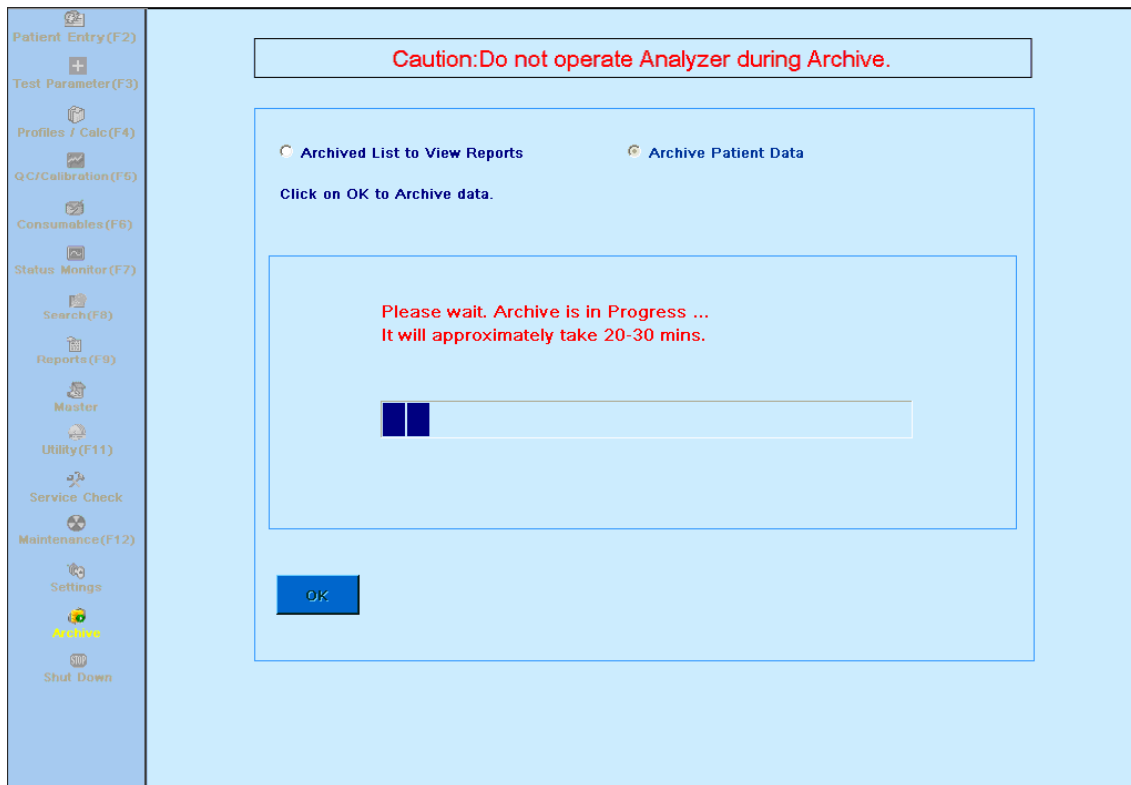 Patient Entry(F2)
Test Parameter(F3)
Profiles / Calc(F4)
QC/Calibration(F5)
Consumables(F6)
Status Monitor(F7)
Search(F8)
Reports(F9)
Master
Utility(F11)
Service Check
Maintenance(F12)
Settings
Archive
STOP
Shut Down
Caution:Do not operate Analyzer during Archive.
Archived List to View Reports
Archive Patient Data
Click on OK to Archive data.
Please wait. Archive is in Progress ...
It will approximately take 20-30 mins.
OK